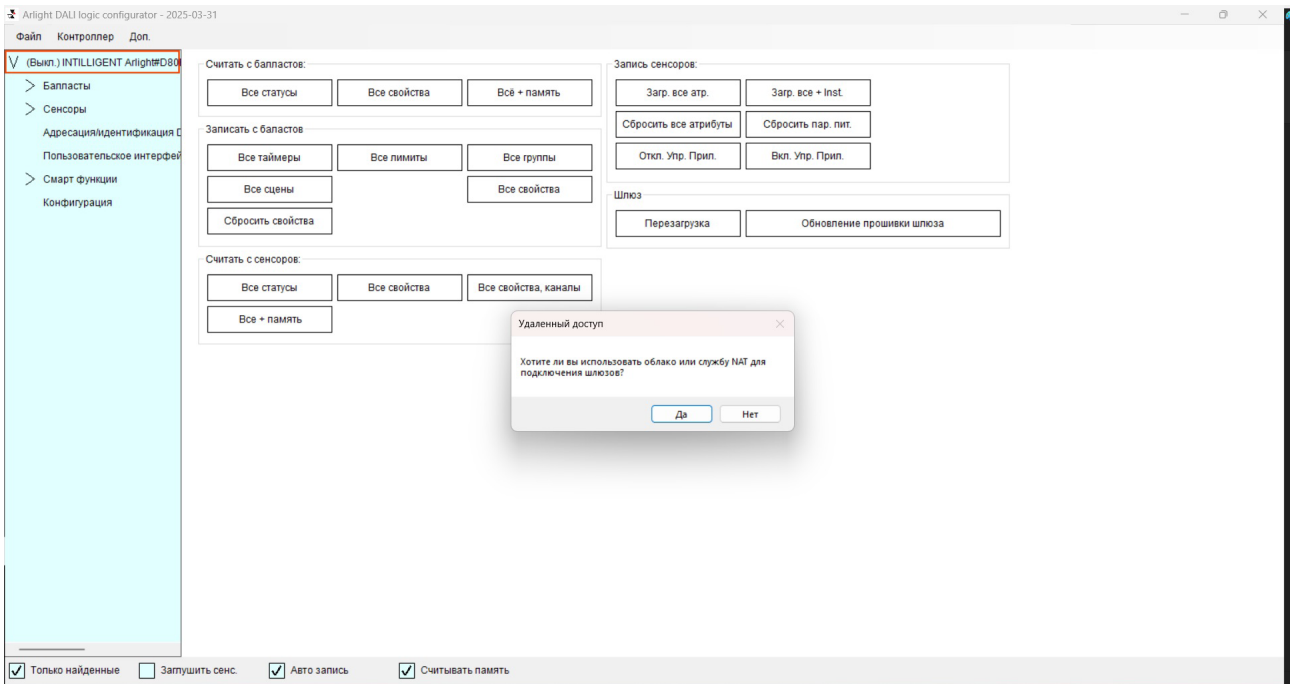 Arlight DALI logic configurator - 2025-03-31
Файл Контроллер Доп.
(Выкл.) INTILLIGENT Arlight#D80
Балласты
Сенсоры
Адресация/идентификация D
Пользовательское интерфей
Смарт функции
Конфигурация
Считать с балластов:
Все статусы Все свойства Всё + память
Записать с баластов
Все таймеры Все лимиты Все группы
Все сцены Все свойства
Сбросить свойства
Считать с сенсоров:
Все статусы Все свойства Все свойства, каналы
Все + память
Запись сенсоров:
Загр. все атр. Загр. все + Inst.
Сбросить все атрибуты Сбросить пар. пит.
Откл. Упр. Прил. Вкл. Упр. Прил.
Шлюз
Перезагрузка Обновление прошивки шлюза
Удаленный доступ
Хотите ли вы использовать облако или службу NAT для
подключения шлюзов?
Да Нет
Только найденные Заглушить сенс. Авто запись Считывать память